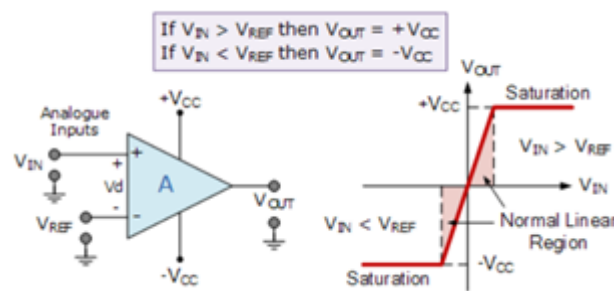 If VIN > VREF then VOUT = +VCC
If VIN < VREF then VOUT = -VCC
Analogue
Inputs
+VCC
VIN
+
+
Vd
A
-
-
VREF
VOUT
-VCC
VOUT
+VCC
Saturation
VIN > VREF
VIN
VIN < VREF
Normal Linear
Region
Saturation
-VCC